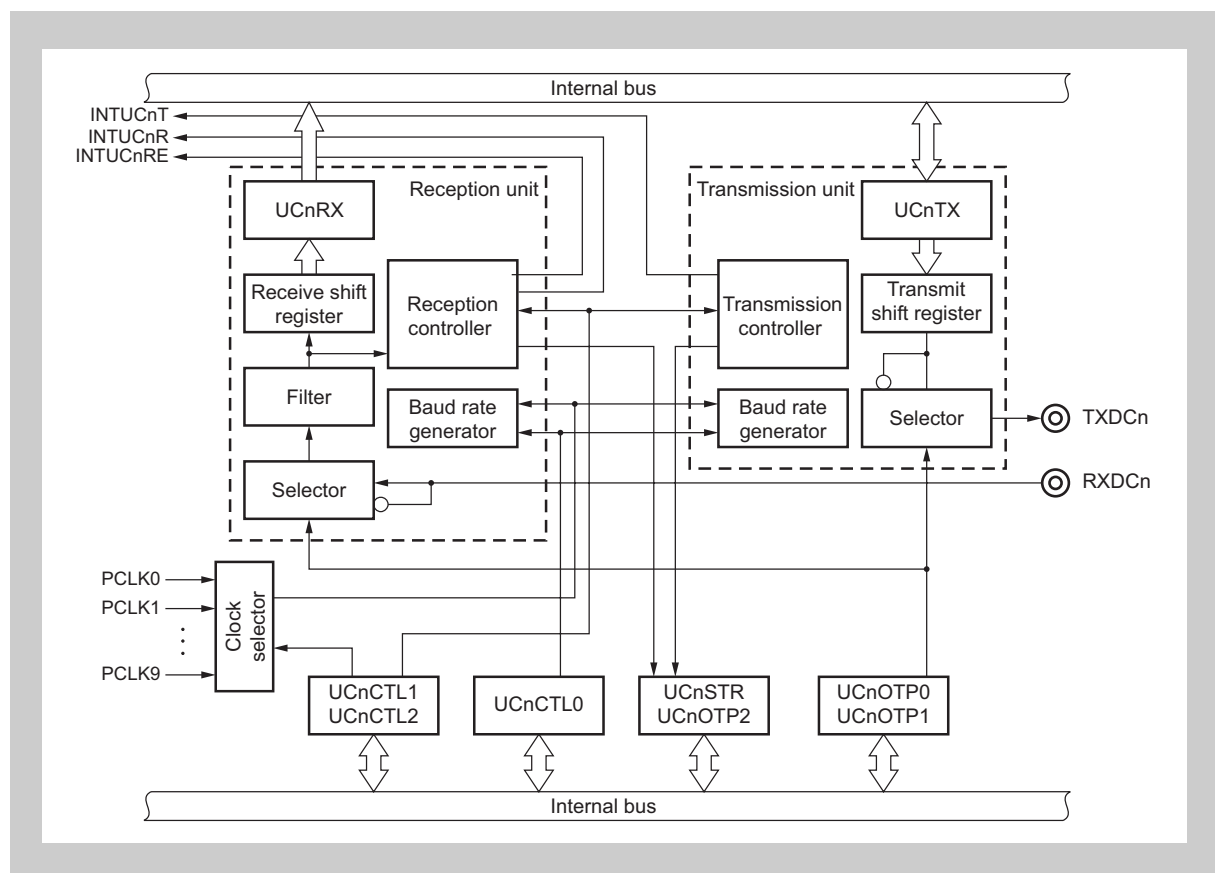 Internal bus
INTUCnT
INTUCnR
INTUCnRE
Reception unit
Transmission unit
UCnRX
UCnTX
Receive shift
register
Reception
controller
Transmission
controller
Transmit
shift register
Filter
Baud rate
generator
Baud rate
generator
Selector
TXDCn
Selector
RXDCn
PCLK0
PCLK1
PCLK9
Clock
selector
UCnCTL1
UCnCTL2
UCnCTL0
UCnSTR
UCnOTP2
UCnOTP0
UCnOTP1
Internal bus